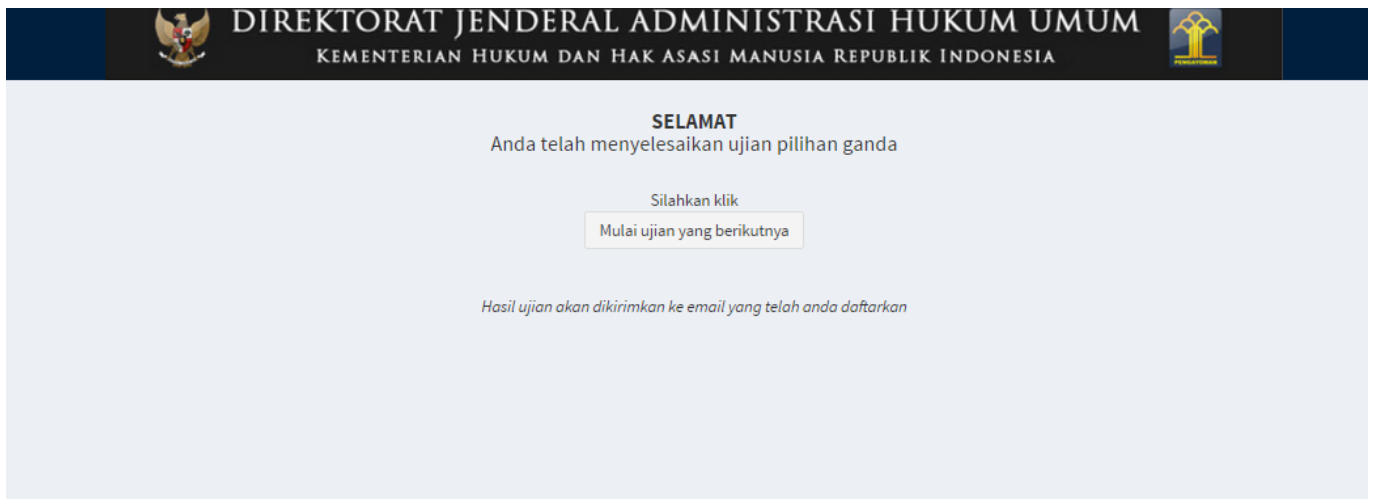 DIREKTORAT JENDERAL ADMINISTRASI HUKUM UMUM
KEMENTERIAN HUKUM DAN HAK ASASI MANUSIA REPUBLIK INDONESIA
PENGAYOMAN
SELAMAT
Anda telah menyelesaikan ujian pilihan ganda
Silahkan klik
Mulai ujian yang berikutnya
Hasil ujian akan dikirimkan ke email yang telah anda daftarkan